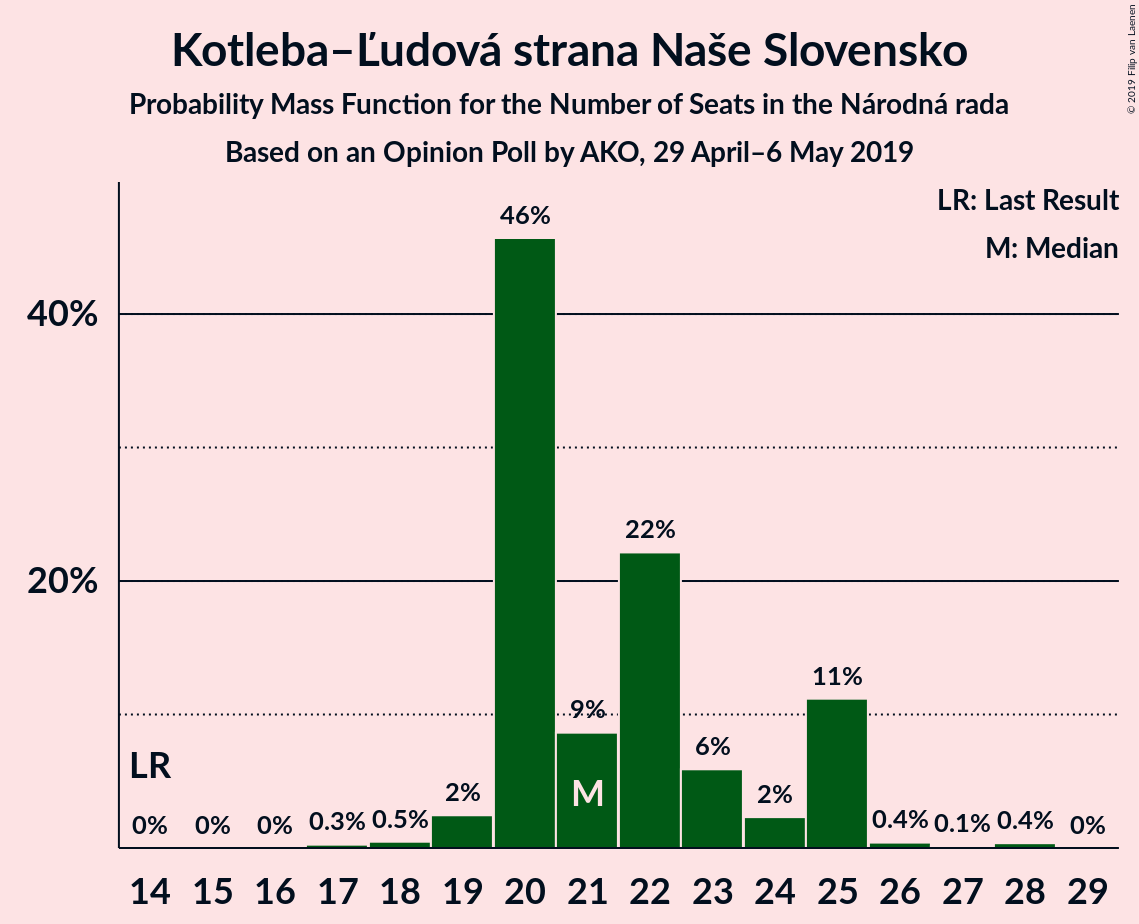 Kotleba–Ľudová strana Naše Slovensko
Probability Mass Function for the Number of Seats in the Národná rada
Based on an Opinion Poll by AKO, 29 April–6 May 2019
© 2019 Filip van Laenen
LR: Last Result
M: Median
46%
40%
22%
20%
11%
9%
6%
LR
M
2%
2%
0%
0%
0%
0.3%
0.5%
0.4%
0.1%
0.4%
0%
14 15 16 17 18 19 20 21 22 23 24 25 26 27 28 29